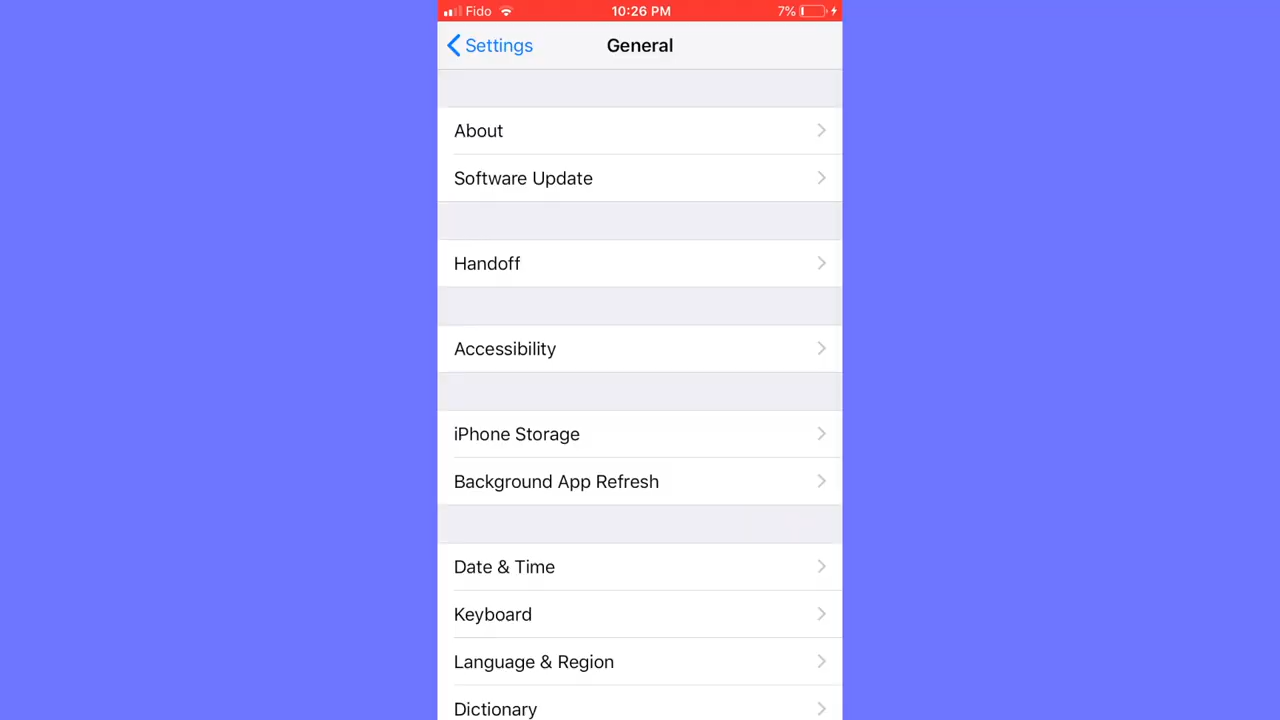 Fido 10:26 PM 7%
Settings General
About
Software Update
Handoff
Accessibility
iPhone Storage
Background App Refresh
Date & Time
Keyboard
Language & Region
Dictionary